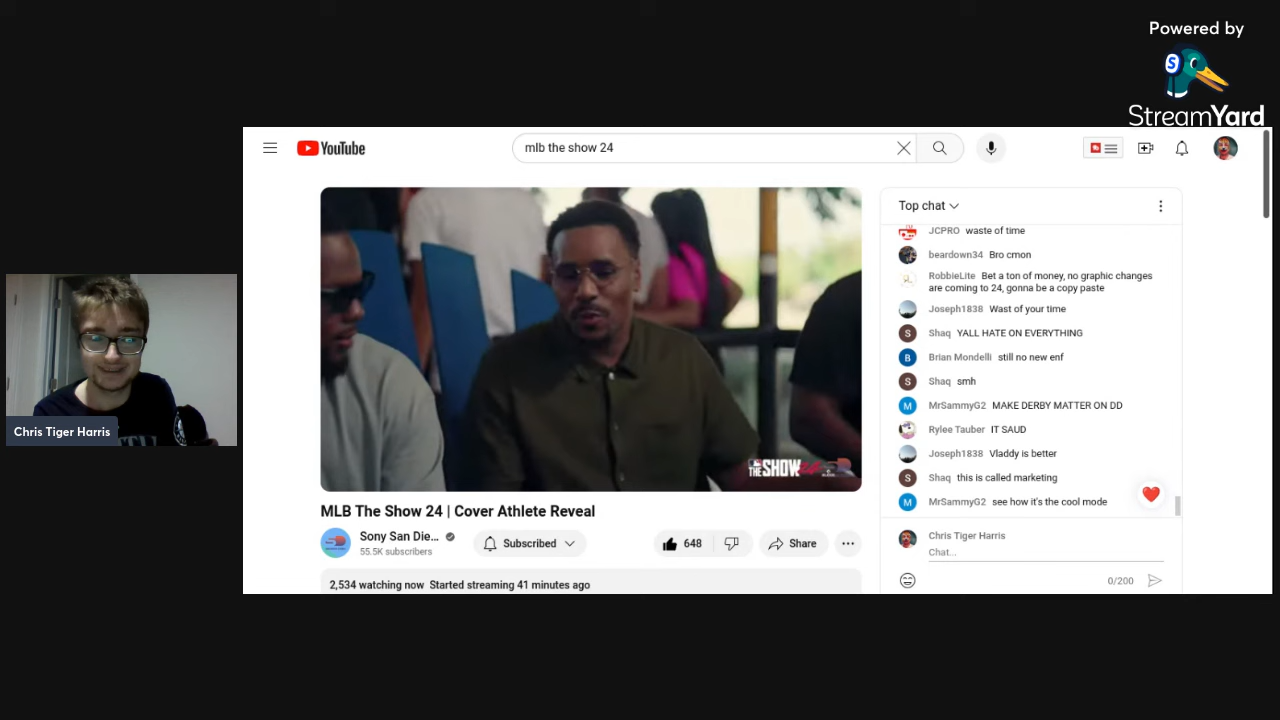 Powered by
StreamYard
YouTube
mlb the show 24
Top chat
JCPRO waste of time
beardown34 Bro cmon
RobbieLite Bet a ton of money, no graphic changes
are coming to 24, gonna be a copy paste
Joseph1838 Wast of your time
Shaq YALL HATE ON EVERYTHING
Brian Mondelli still no new enf
Shaq smh
MrSammyG2 MAKE DERBY MATTER ON DD
Rylee Tauber IT SAUD
Joseph1838 Vladdy is better
Shaq this is called marketing
MrSammyG2 see how it's the cool mode
Chris Tiger Harris
Chat...
0/200
THE SHOW 24
MLB The Show 24 | Cover Athlete Reveal
Sony San Die...
55.5K subscribers
Subscribed
648
Share
2,534 watching now Started streaming 41 minutes ago
Chris Tiger Harris